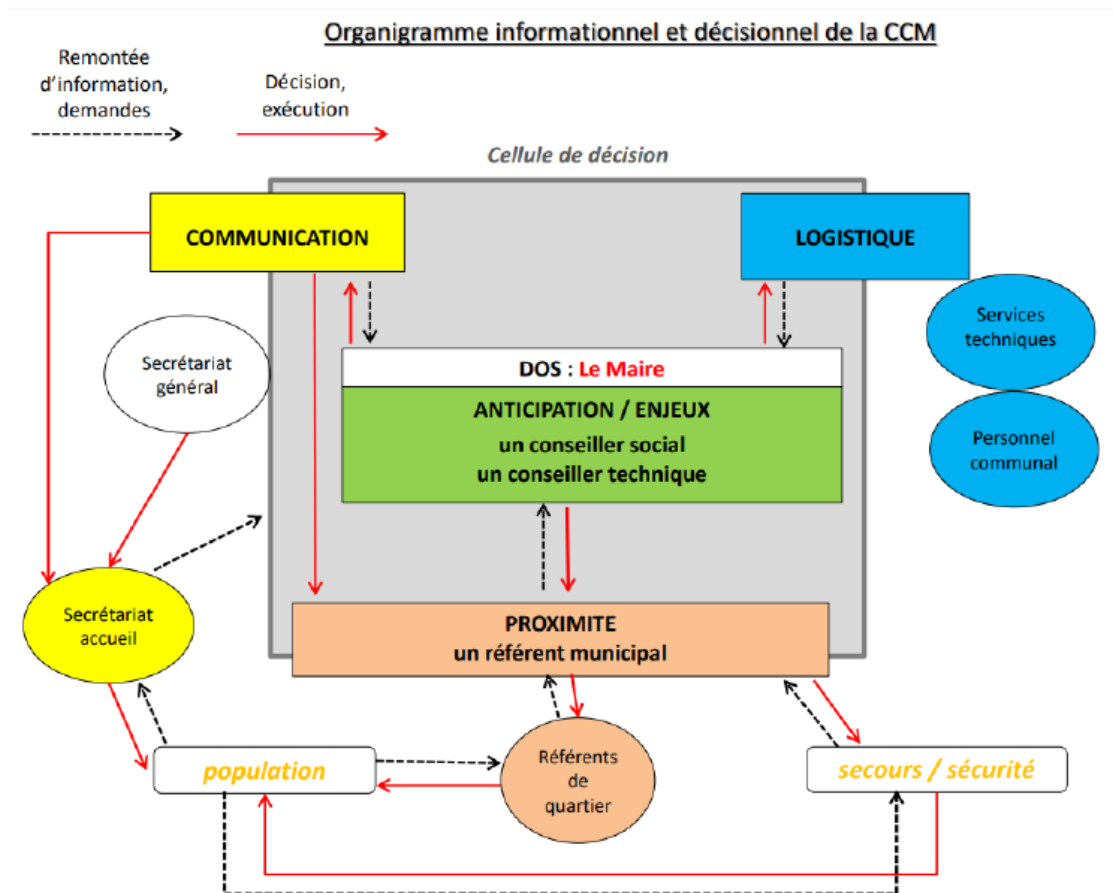 Organigramme informationnel et décisionnel de la CCM
Remontée
d'information,
demandes
Décision,
exécution
Cellule de décision
COMMUNICATION
LOGISTIQUE
Services
techniques
Secrétariat
général
DOS : Le Maire
ANTICIPATION / ENJEUX
un conseiller social
un conseiller technique
Personnel
communal
Secrétariat
accueil
PROXIMITE
un référent municipal
population
Référents
de
quartier
secours / sécurité